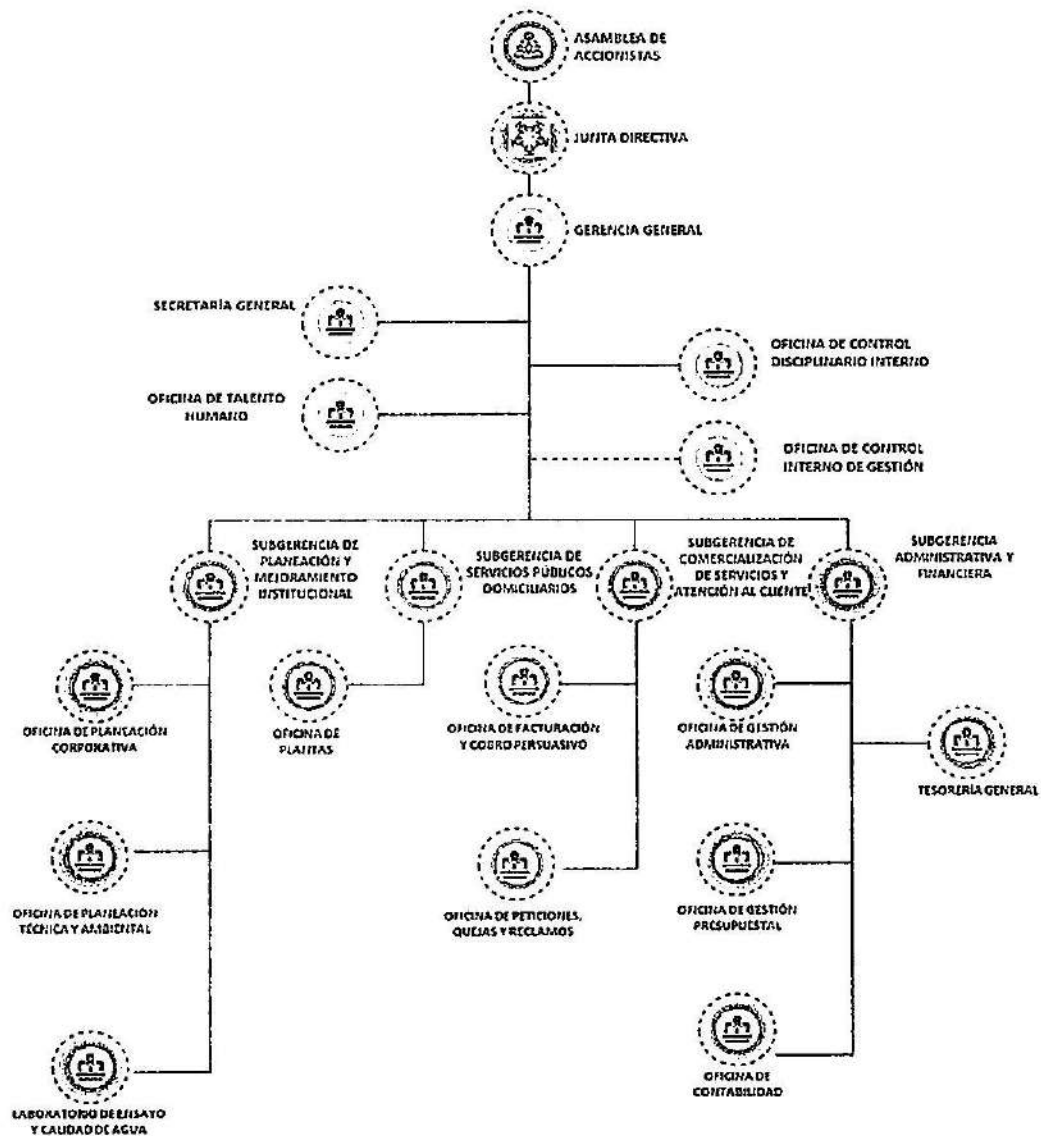 ASAMBLEA DE
ACCIONISTAS
JUNTA DIRECTIVA
GERENCIA GENERAL
SECRETARÍA GENERAL
OFICINA DE CONTROL
DISCIPLINARIO INTERNO
OFICINA DE TALENTO
HUMANO
OFICINA DE CONTROL
INTERNO DE GESTIÓN
SUBGERENCIA DE
PLANEACIÓN Y
MEJORAMIENTO
INSTITUCIONAL
SUBGERENCIA DE
SERVICIOS PÚBLICOS
DOMICILIARIOS
SUBGERENCIA DE
COMERCIALIZACIÓN
DE SERVICIOS Y
ATENCIÓN AL CLIENTE
SUBGERENCIA
ADMINISTRATIVA Y
FINANCIERA
OFICINA DE PLANEACIÓN
CORPORATIVA
OFICINA DE
PLANTAS
OFICINA DE FACTURACIÓN
Y COBRO PERSUASIVO
OFICINA DE GESTIÓN
ADMINISTRATIVA
TESORERÍA GENERAL
OFICINA DE PLANEACIÓN
TÉCNICA Y AMBIENTAL
OFICINA DE PETICIONES,
QUEJAS Y RECLAMOS
OFICINA DE GESTIÓN
PRESUPUESTAL
LABORATORIO DE ENSAYO
Y CALIDAD DE AGUA
OFICINA DE
CONTABILIDAD